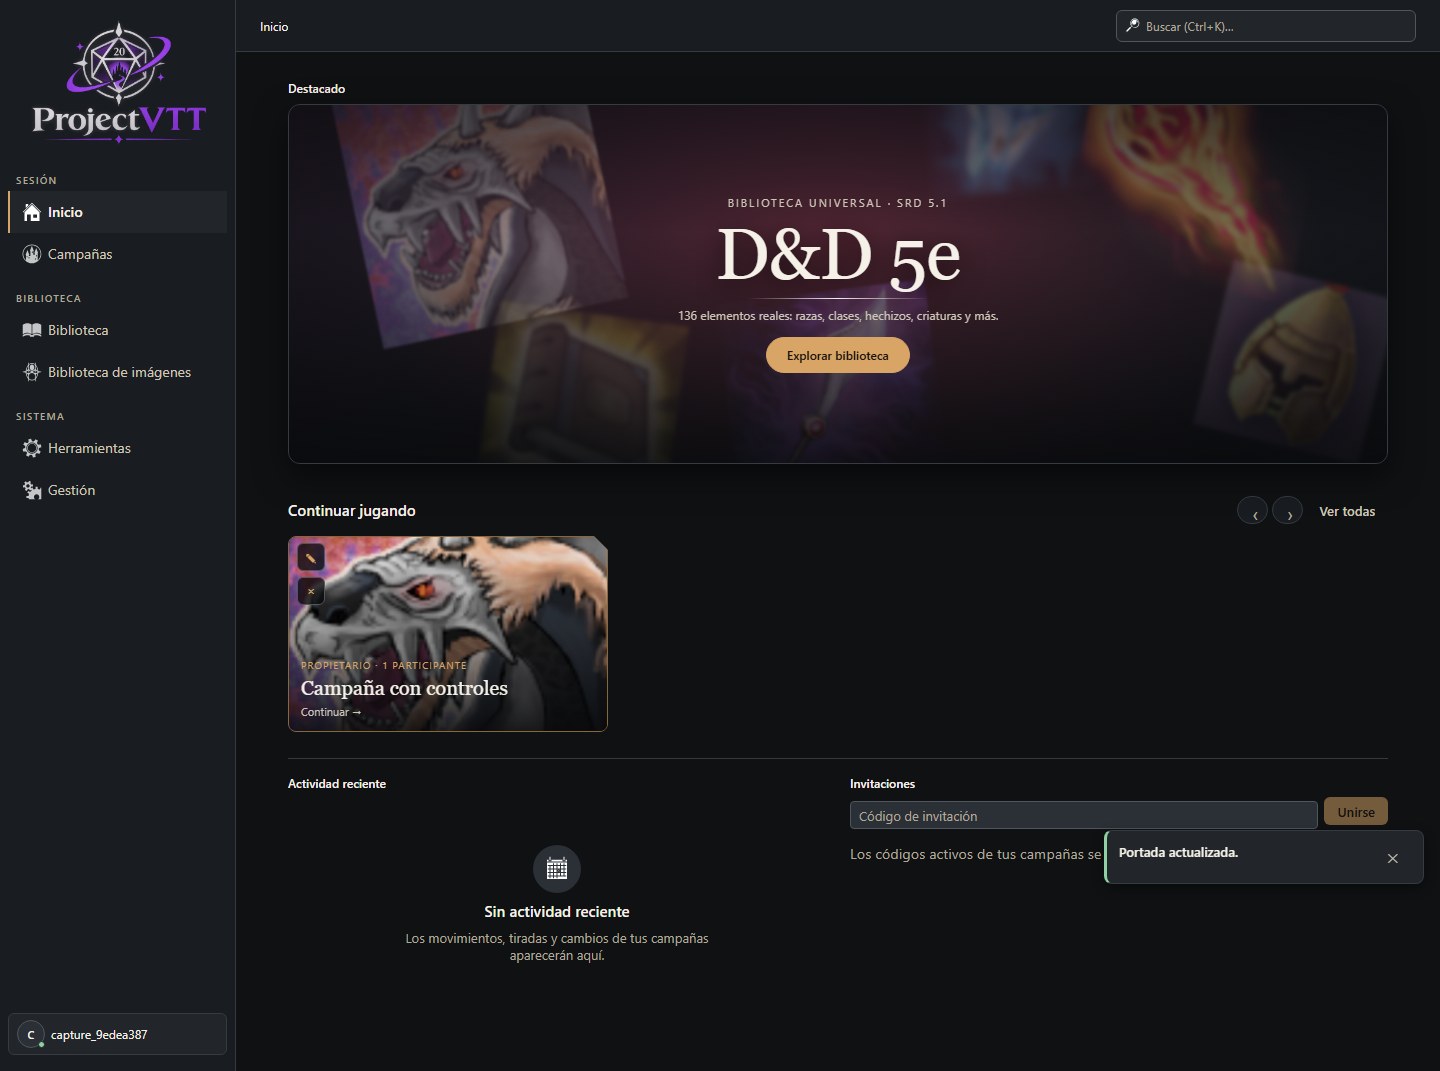 20
ProjectVTT
SESIÓN
Inicio
Campañas
BIBLIOTECA
Biblioteca
Biblioteca de imágenes
SISTEMA
Herramientas
Gestión
C
capture_9edea387
Inicio
Buscar (Ctrl+K)...
Destacado
BIBLIOTECA UNIVERSAL · SRD 5.1
D&D 5e
136 elementos reales: razas, clases, hechizos, criaturas y más.
Explorar biblioteca
Continuar jugando
‹ › Ver todas
PROPIETARIO · 1 PARTICIPANTE
Campaña con controles
Continuar →
Actividad reciente
Sin actividad reciente
Los movimientos, tiradas y cambios de tus campañas
aparecerán aquí.
Invitaciones
Código de invitación
Unirse
Los códigos activos de tus campañas se
Portada actualizada.